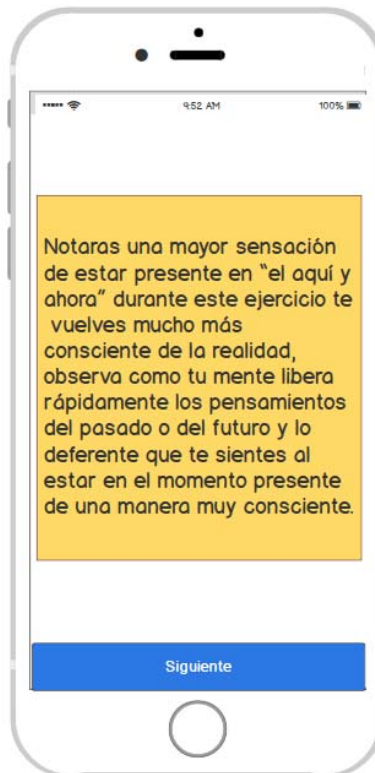 9:52 AM 100%
Notaras una mayor sensación
de estar presente en "el aquí y
ahora" durante este ejercicio te
vuelves mucho más
consciente de la realidad,
observa como tu mente libera
rápidamente los pensamientos
del pasado o del futuro y lo
deferente que te sientes al
estar en el momento presente
de una manera muy consciente.
Siguiente